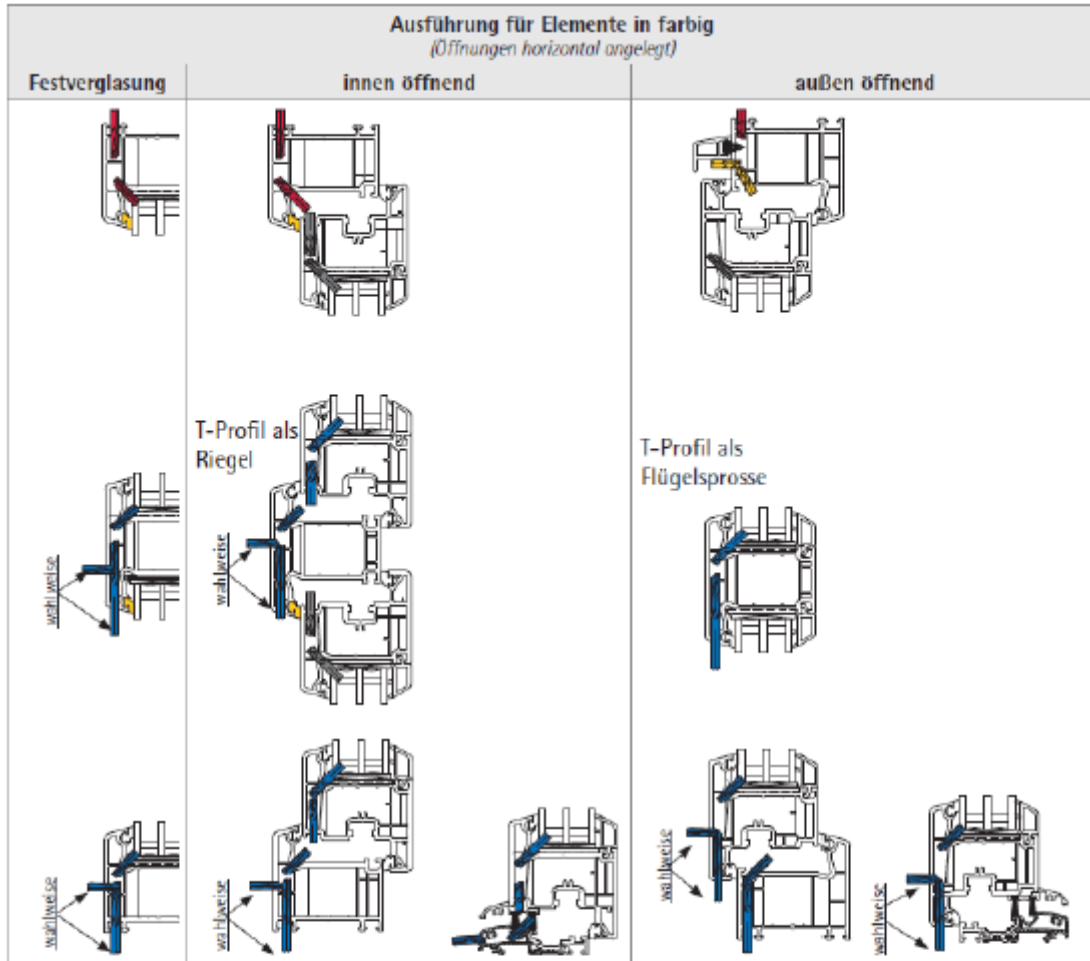 Ausführung für Elemente in farbig
(Öffnungen horizontal angelegt)
Festverglasung
innen öffnend
außen öffnend
T-Profil als
Riegel
T-Profil als
Flügelsprosse
wahlweise
wahlweise
wahlweise
wahlweise
wahlweise
wahlweise